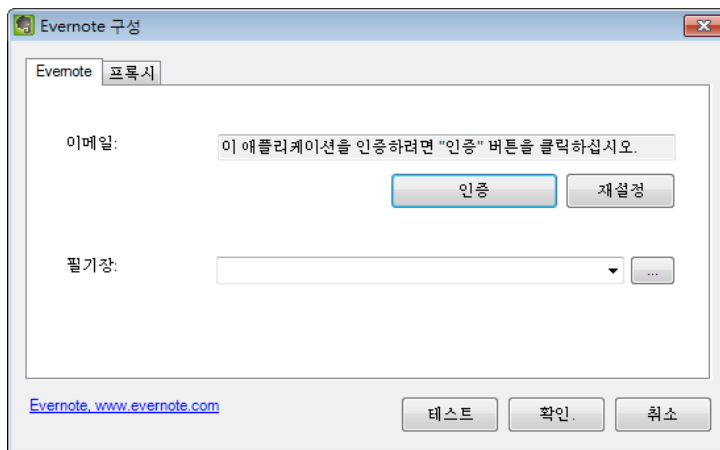 Evernote 구성
Evernote 프록시
이메일:
이 애플리케이션을 인증하려면 "인증" 버튼을 클릭하십시오.
인증 재설정
필기장:
...
Evernote, www.evernote.com
테스트 확인. 취소